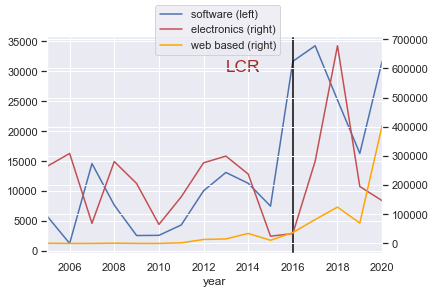 software (left)
electronics (right)
web based (right)
LCR
35000
30000
25000
20000
15000
10000
5000
0
700000
600000
500000
400000
300000
200000
100000
0
2006 2008 2010 2012 2014 2016 2018 2020
year